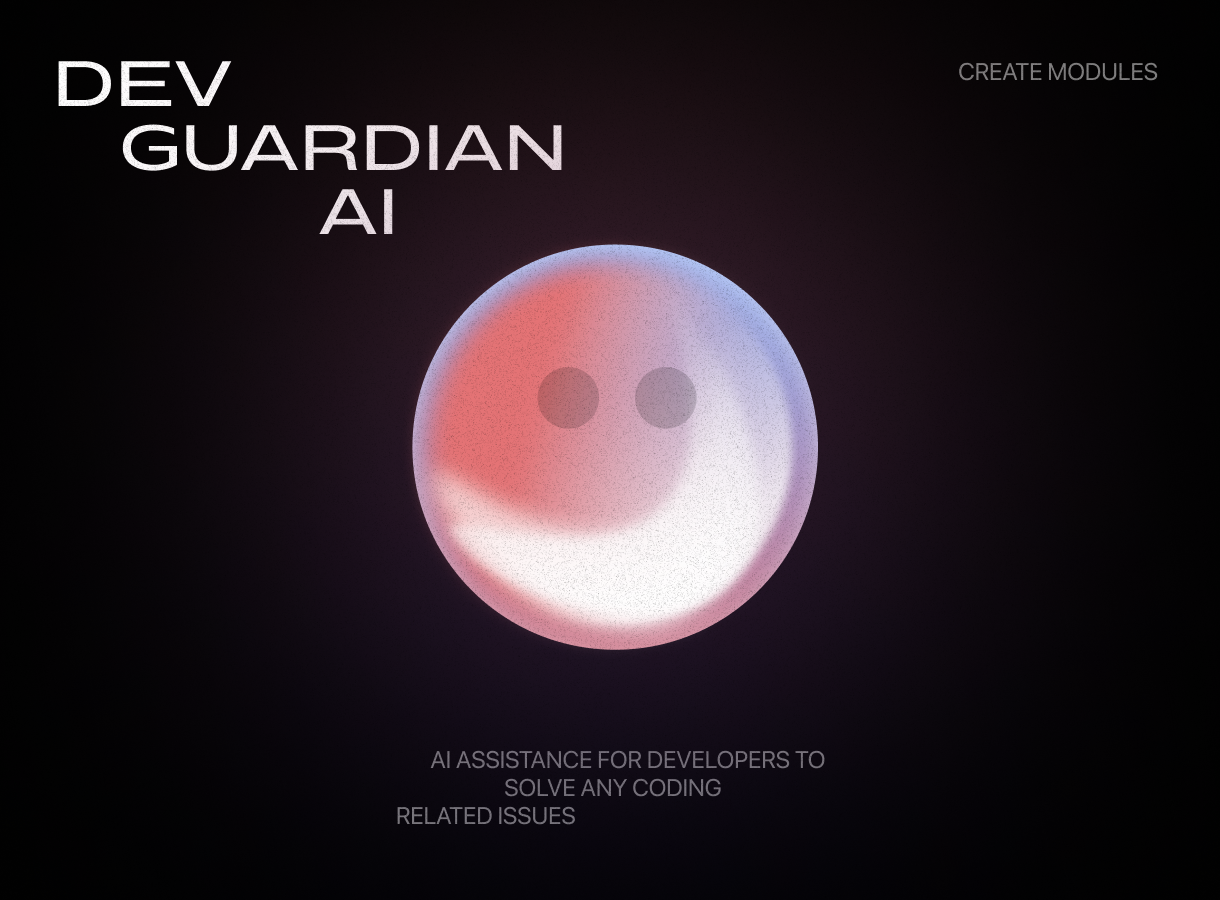 DEV
GUARDIAN
AI
CREATE MODULES
AI ASSISTANCE FOR DEVELOPERS TO
SOLVE ANY CODING
RELATED ISSUES